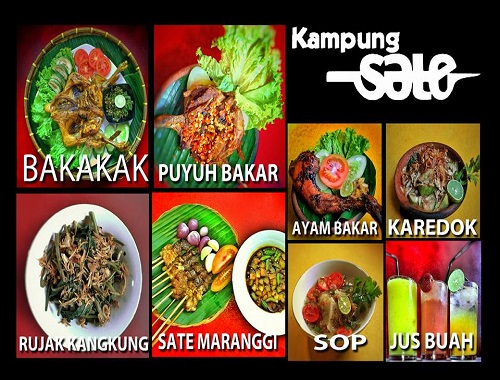 Kampung
Sate
BAKAKAK
PUYUH BAKAR
AYAM BAKAR
KAREDOK
RUJAK KANGKUNG
SATE MARANGGI
SOP
JUS BUAH